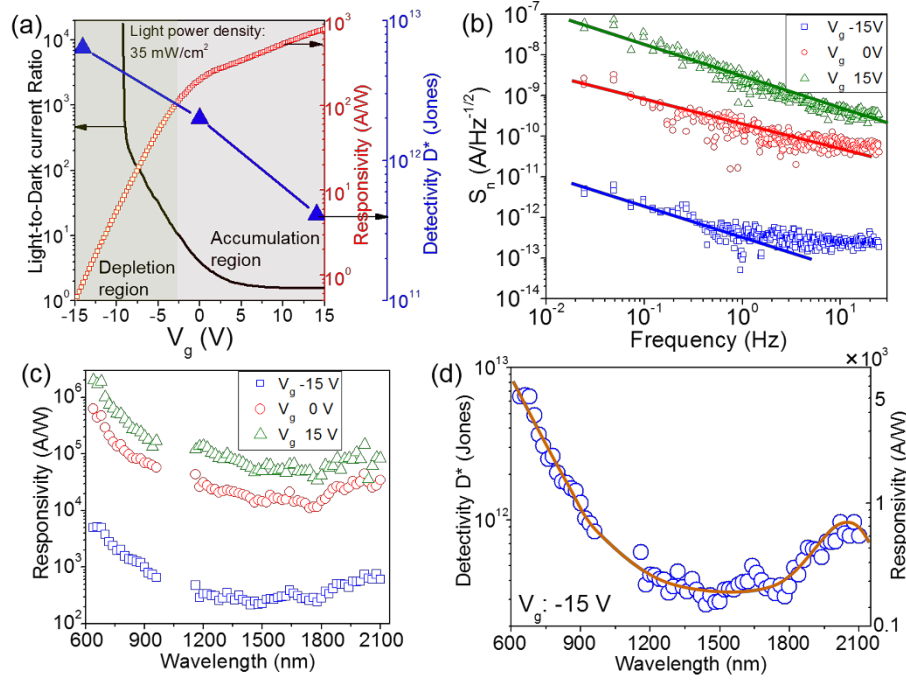 (a)
Light power density:
35 mW/cm²
Depletion
region
Accumulation
region
Light-to-Dark current Ratio
10⁰ 10¹ 10² 10³ 10⁴
-15 -10 -5 0 5 10 15
V_g (V)
10⁰ 10¹ 10² 10³
Responsivity (A/W)
10¹¹ 10¹² 10¹³
Detectivity D* (Jones)
(b)
V_g -15V
V_g 0V
V_g 15V
S_n (A/Hz^-1/2)
10⁻⁷
10⁻⁸
10⁻⁹
10⁻¹⁰
10⁻¹¹
10⁻¹²
10⁻¹³
10⁻¹⁴
10⁻² 10⁻¹ 10⁰ 10¹
Frequency (Hz)
(c)
V_g -15 V
V_g 0 V
V_g 15 V
Responsivity (A/W)
10⁶
10⁵
10⁴
10³
10²
600 900 1200 1500 1800 2100
Wavelength (nm)
(d)
×10³
Detectivity D* (Jones)
10¹³
10¹²
V_g: -15 V
5
1
0.1
Responsivity (A/W)
600 900 1200 1500 1800 2100
Wavelength (nm)